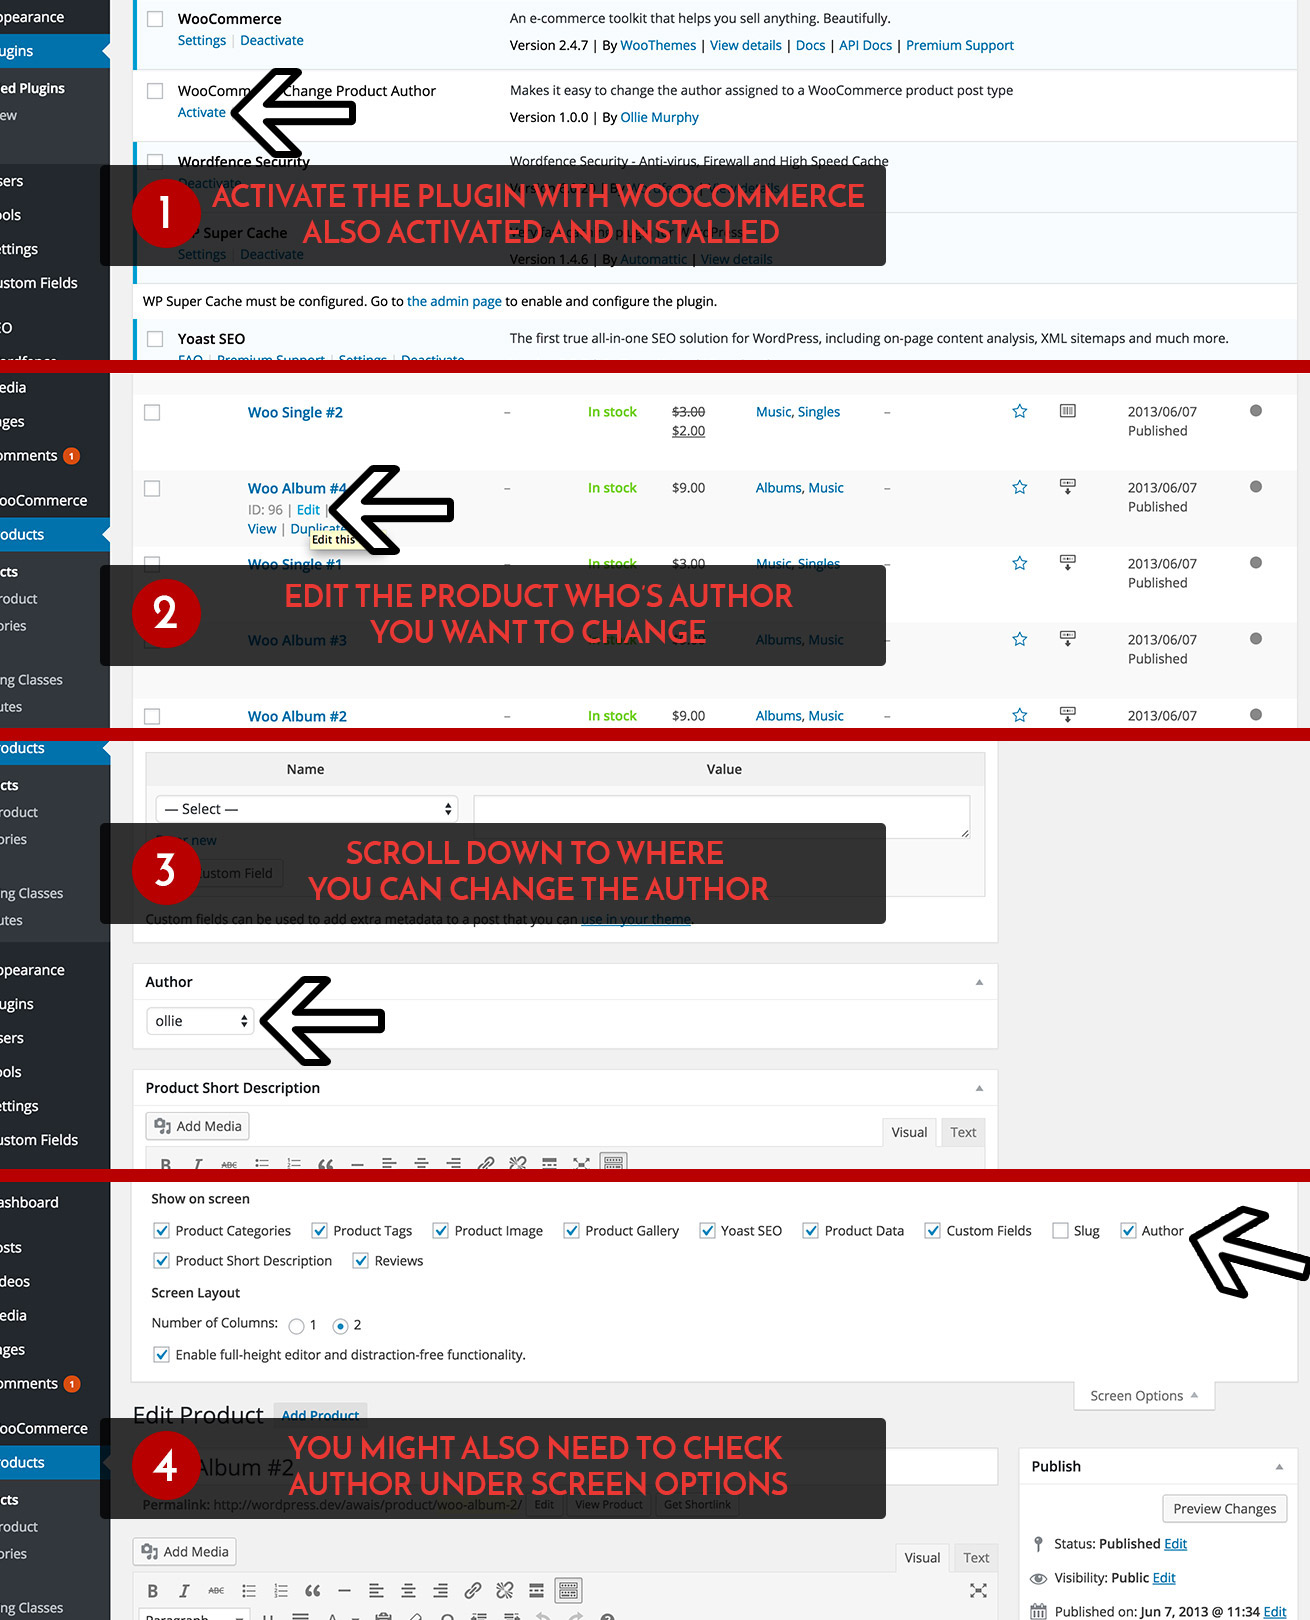 ppearance
ugins
ed Plugins
ew
sers
ools
ettings
ustom Fields
EO
WooCommerce
Settings | Deactivate
An e-commerce toolkit that helps you sell anything. Beautifully.
Version 2.4.7 | By WooThemes | View details | Docs | API Docs | Premium Support
WooComm Change Product Author
Activate
Makes it easy to change the author assigned to a WooCommerce product post type
Version 1.0.0 | By Ollie Murphy
Wordfence Security
Deactivate
Wordfence Security - Anti-virus, Firewall and High Speed Cache
1
ACTIVATE THE PLUGIN WITH WOOCOMMERCE
ALSO ACTIVATED AND INSTALLED
P Super Cache
Settings | Deactivate
Version 1.4.6 | By Automattic | View details
WP Super Cache must be configured. Go to the admin page to enable and configure the plugin.
Yoast SEO
FAQ | Premium Support | Settings | Deactivate
The first true all-in-one SEO solution for WordPress, including on-page content analysis, XML sitemaps and much more.
edia
ges
omments 1
ooCommerce
oducts
cts
roduct
ories
ng Classes
utes
Woo Single #2 – In stock $3.00 Music, Singles – 2013/06/07
$2.00 Published
Woo Album #4 – In stock $9.00 Albums, Music 2013/06/07
ID: 96 | Edit | Published
View | Duplicate
Edit this
Woo Single #1 In stock $3.00 Music, Singles 2013/06/07
Published
2
EDIT THE PRODUCT WHO'S AUTHOR
YOU WANT TO CHANGE
Woo Album #3 In stock Albums, Music 2013/06/07
Published
Woo Album #2 – In stock $9.00 Albums, Music – 2013/06/07
oducts
cts
roduct
ories
ng Classes
utes
ppearance
ugins
sers
ools
ettings
ustom Fields
Name Value
— Select —
new
ustom Field
3
SCROLL DOWN TO WHERE
YOU CAN CHANGE THE AUTHOR
Custom fields can be used to add extra metadata to a post that you can use in your theme.
Author
ollie
Product Short Description
Add Media
Visual Text
B I ABC
ashboard
osts
deos
edia
ges
omments 1
ooCommerce
oducts
cts
roduct
ories
ng Classes
Show on screen
Product Categories Product Tags Product Image Product Gallery Yoast SEO Product Data Custom Fields Slug Author
Product Short Description Reviews
Screen Layout
Number of Columns: 1 2
Enable full-height editor and distraction-free functionality.
Screen Options
Edit Product Add Product
4
YOU MIGHT ALSO NEED TO CHECK
AUTHOR UNDER SCREEN OPTIONS
Album #2
Permalink: http://wordpress.dev/awais/product/woo-album-2/ Edit View Product Get Shortlink
Add Media
Visual Text
B I ABC
Paragraph
Publish
Preview Changes
Status: Published Edit
Visibility: Public Edit
Published on: Jun 7, 2013 @ 11:34 Edit